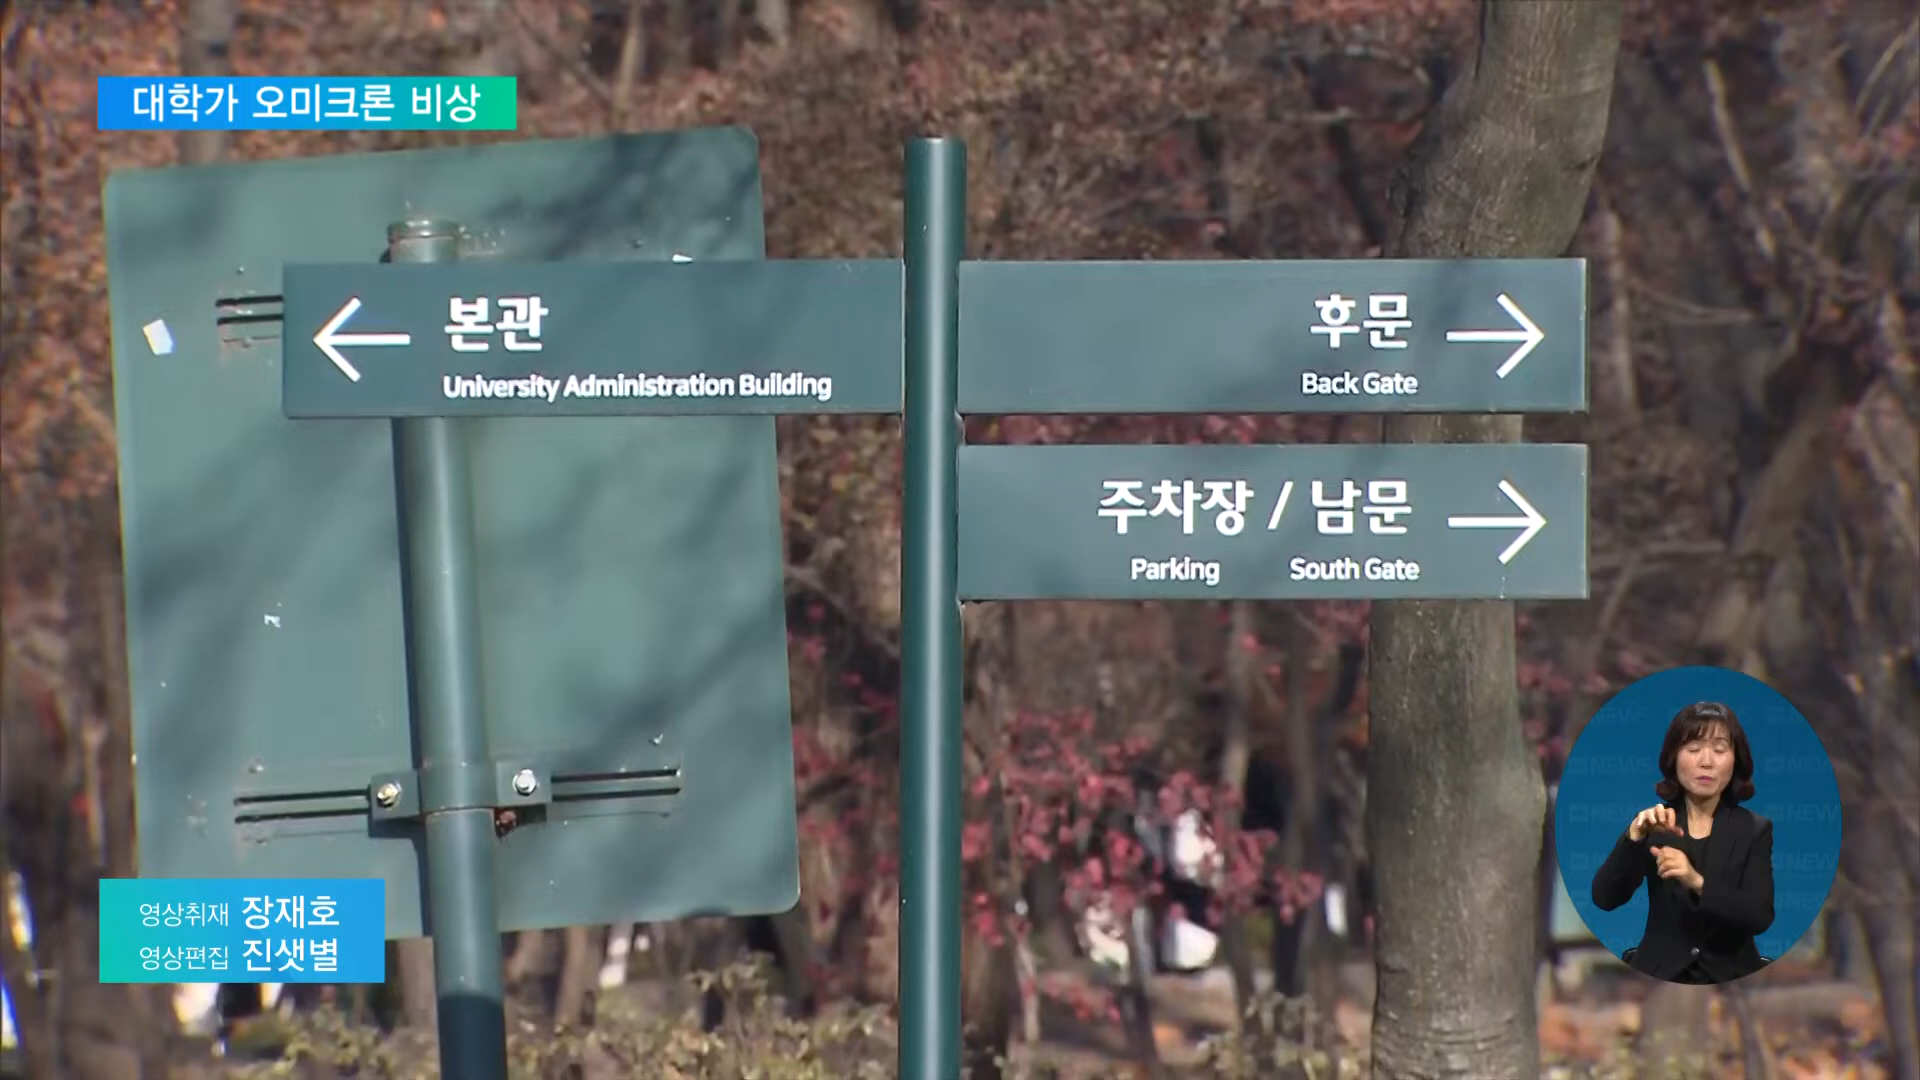 대학가 오미크론 비상
본관
University Administration Building
후문
Back Gate
주차장 / 남문
Parking South Gate
영상취재 장재호
영상편집 진샛별